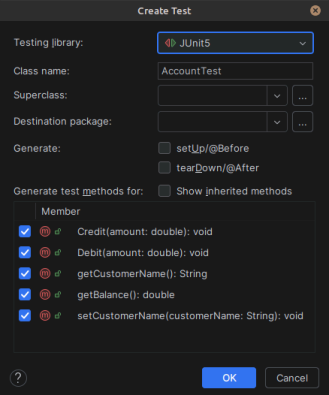 Create Test
Testing library: JUnit5
Class name: AccountTest
Superclass: ...
Destination package: ...
Generate: setUp/@Before
tearDown/@After
Generate test methods for: Show inherited methods
Member
Credit(amount: double): void
Debit(amount: double): void
getCustomerName(): String
getBalance(): double
setCustomerName(customerName: String): void
? OK Cancel